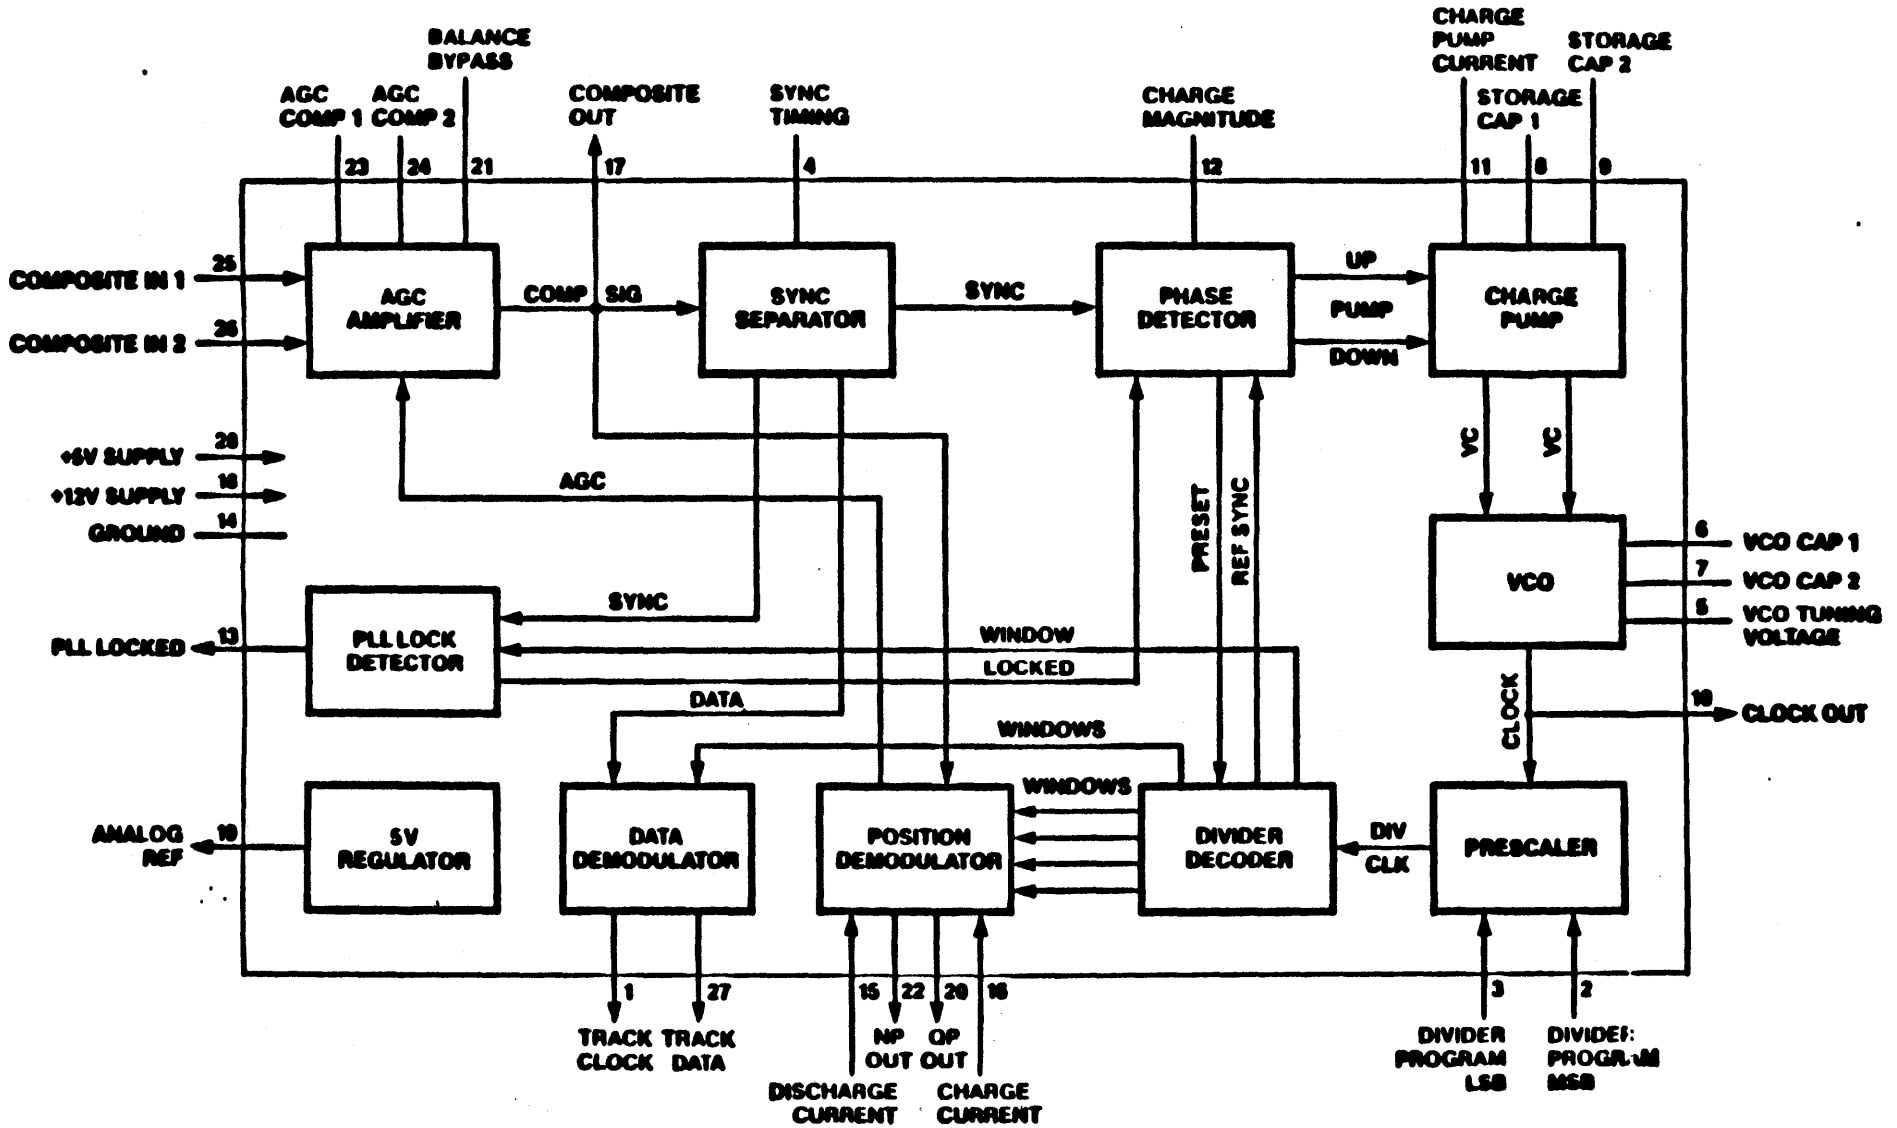 CHARGE
PUMP
CURRENT
STORAGE
CAP 2
BALANCE
BYPASS
AGC
COMP 1
AGC
COMP 2
COMPOSITE
OUT
SYNC
TIMING
CHARGE
MAGNITUDE
STORAGE
CAP 1
23
24
21
17
4
12
11
8
9
COMPOSITE IN 1
25
COMPOSITE IN 2
26
AGC
AMPLIFIER
COMP SIG
SYNC
SEPARATOR
SYNC
PHASE
DETECTOR
UP
PUMP
DOWN
CHARGE
PUMP
+5V SUPPLY
28
+12V SUPPLY
GROUND
14
AGC
PRESET
REF SYNC
VC
VC
VCO
6
VCO CAP 1
7
VCO CAP 2
5
VCO TUNING
VOLTAGE
PLL LOCKED
13
PLL LOCK
DETECTOR
SYNC
WINDOW
LOCKED
DATA
WINDOWS
WINDOWS
CLOCK
CLOCK OUT
ANALOG
REF
5V
REGULATOR
DATA
DEMODULATOR
POSITION
DEMODULATOR
DIVIDER
DECODER
DIV
CLK
PRESCALER
1
27
15
22
20
16
3
2
TRACK
CLOCK
TRACK
DATA
NP
OUT
QP
OUT
DISCHARGE
CURRENT
CHARGE
CURRENT
DIVIDER
PROGRAM
LSB
DIVIDER
PROGRAM
MSB